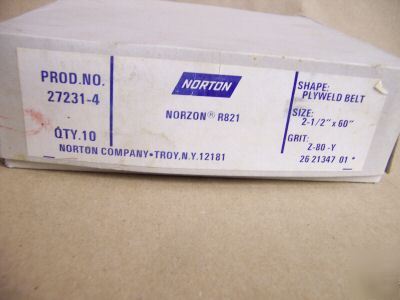 PROD.NO.
27231-4
QTY.10
NORTON
NORZON® R821
NORTON COMPANY•TROY,N.Y.12181
SHAPE:
PLYWELD BELT
SIZE:
2-1/2" x 60"
GRIT:
Z-80-Y
26 21347 01 *